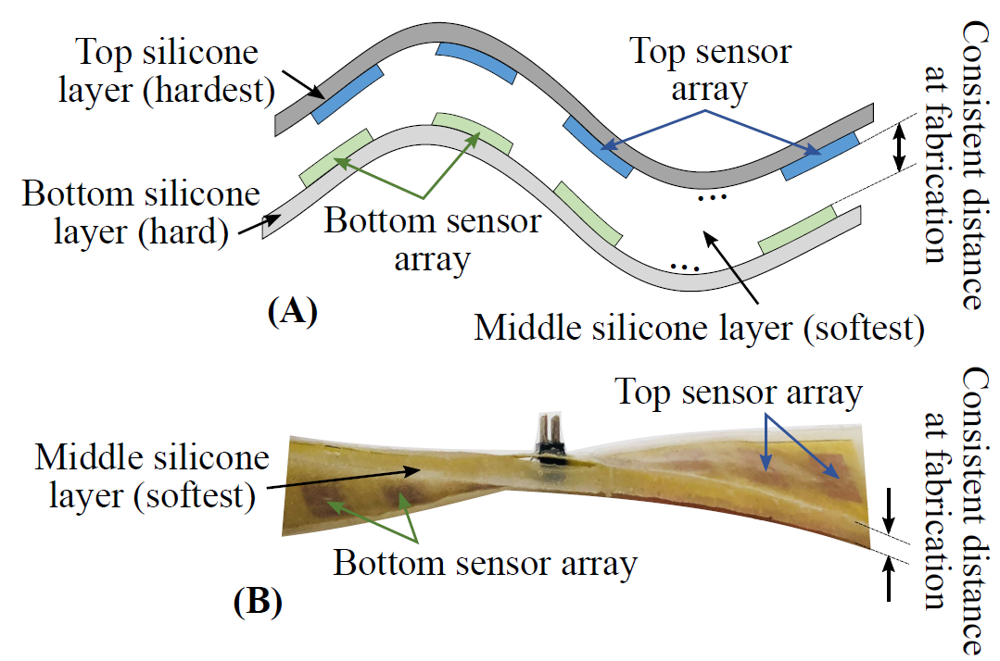 Top silicone
layer (hardest)
Top sensor
array
Consistent distance
at fabrication
Bottom silicone
layer (hard)
Bottom sensor
array
...
...
(A)
Middle silicone layer (softest)
Top sensor array
Middle silicone
layer (softest)
Consistent distance
at fabrication
Bottom sensor array
(B)